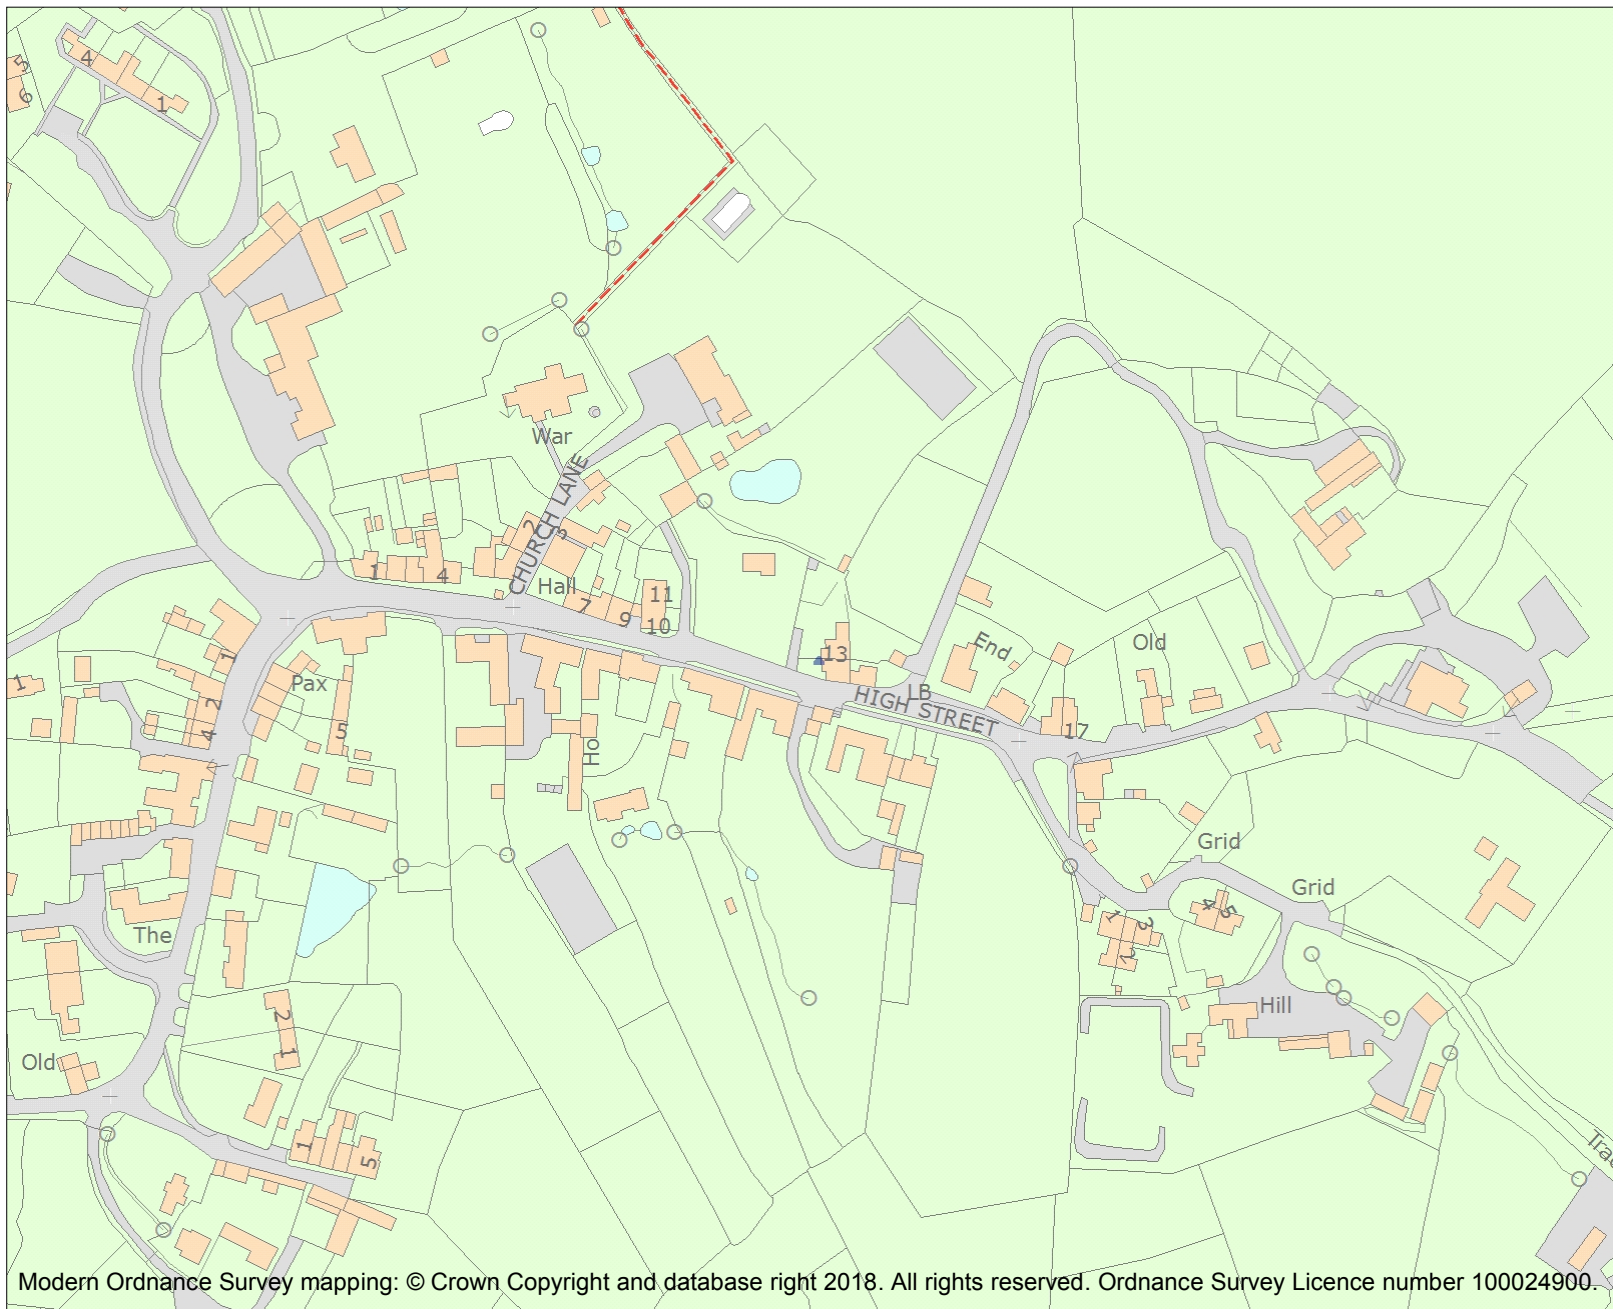 5
4
6
1
War
CHURCH LANE
2
3
1
4
Hall
7
9
11
10
13
End
Old
LB
HIGH STREET
17
1
1
Pax
2
4
5
Ho
Grid
Grid
4
5
1
3
2
The
Hill
2
1
Old
1
5
Modern Ordnance Survey mapping: © Crown Copyright and database right 2018. All rights reserved. Ordnance Survey Licence number 100024900.